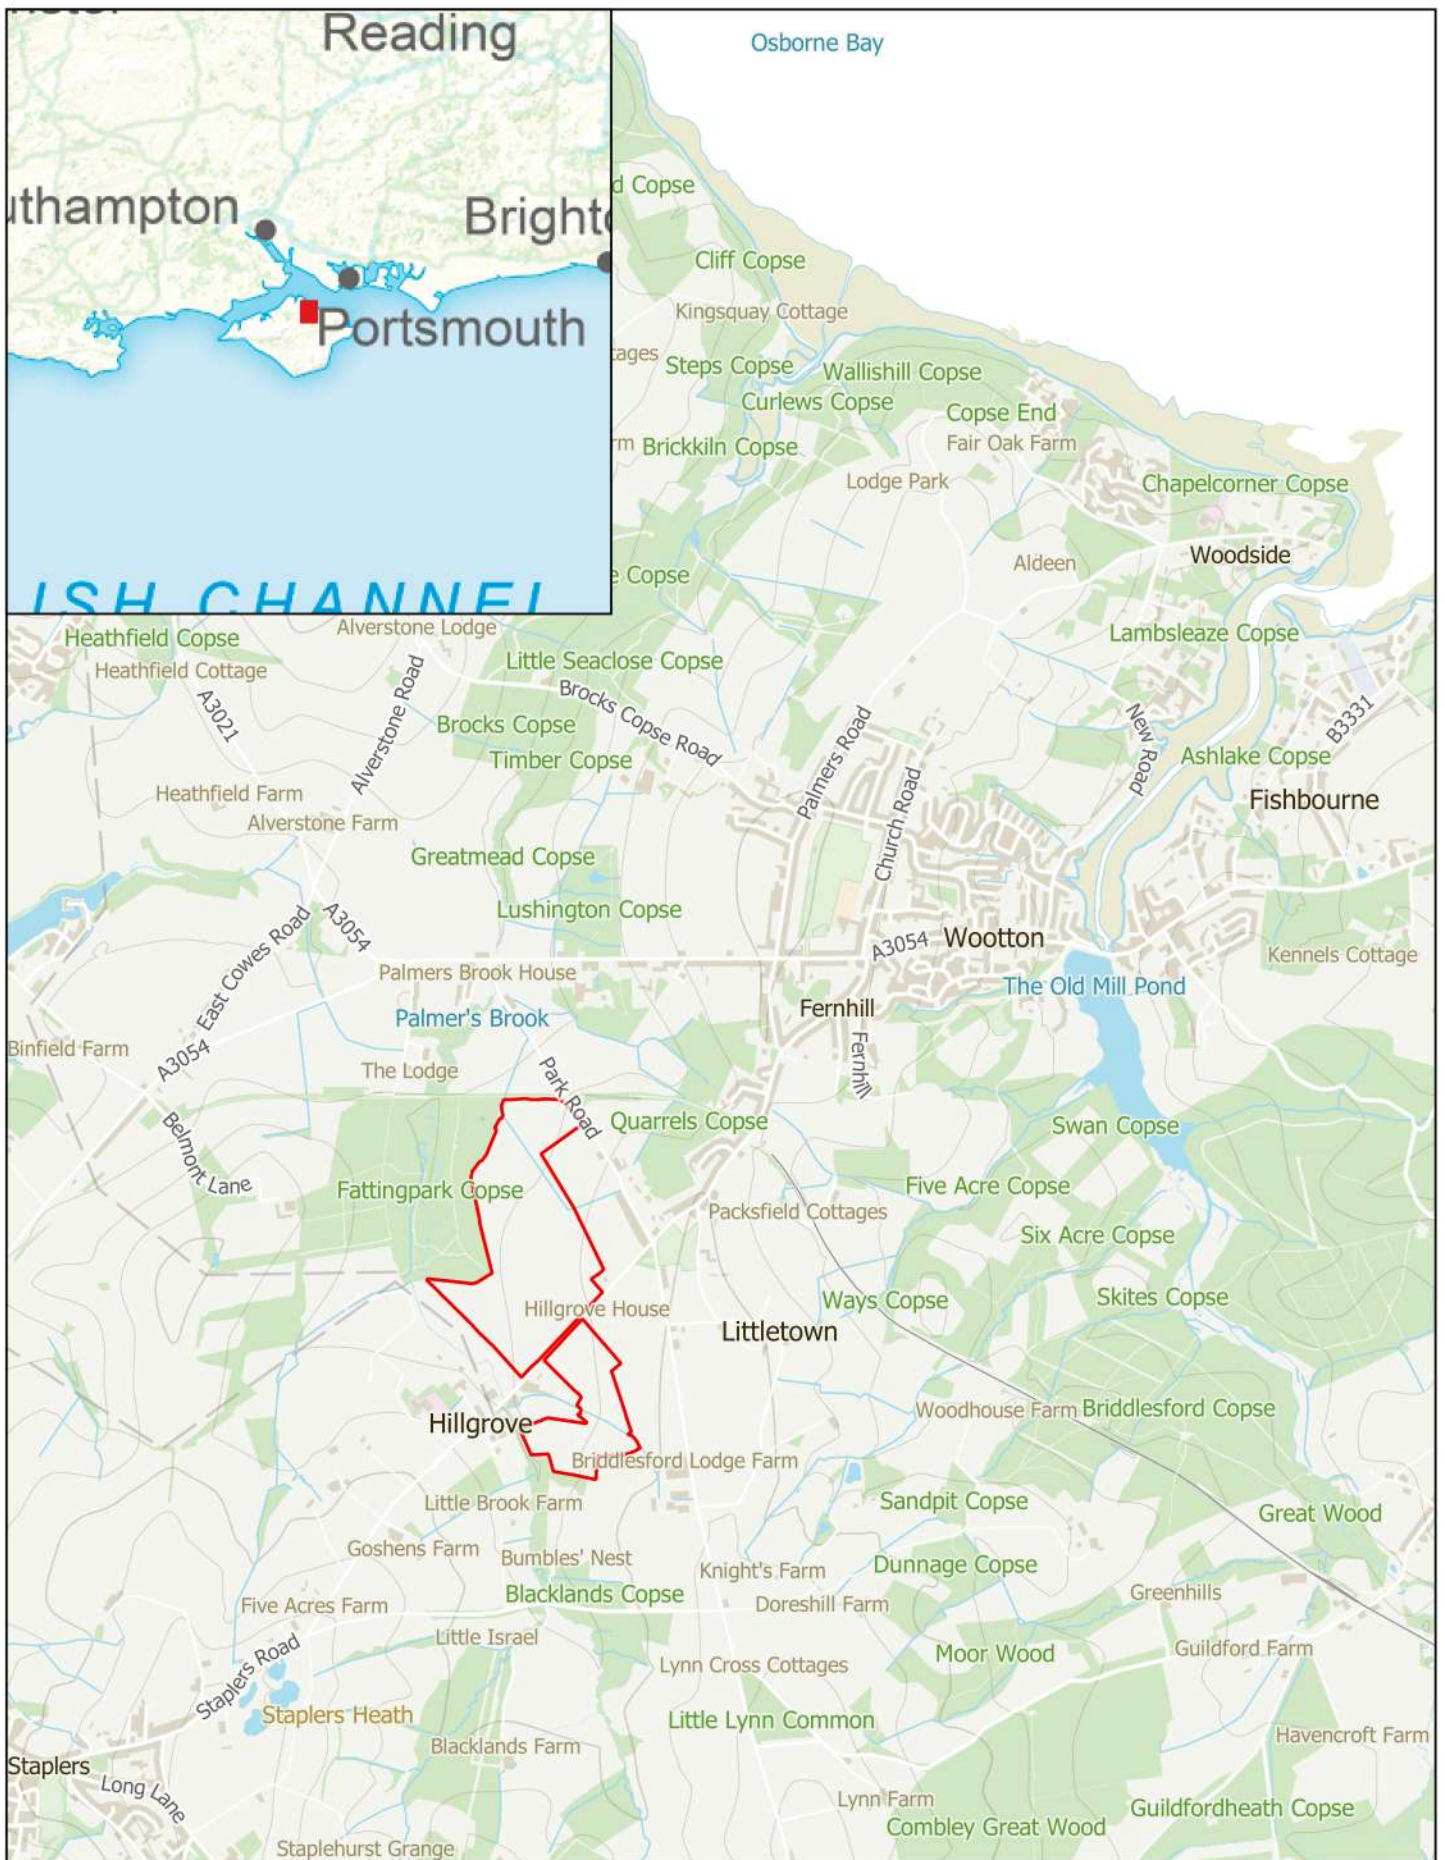 Reading
uthampton
Brighto
Portsmouth
ISH CHANNEL
Osborne Bay
d Copse
Cliff Copse
Kingsquay Cottage
tages
Steps Copse
Wallishill Copse
Curlews Copse
Copse End
rm
Brickkiln Copse
Fair Oak Farm
Lodge Park
Chapelcorner Copse
Woodside
Aldeen
e Copse
Heathfield Copse
Alverstone Lodge
Lambsleaze Copse
Heathfield Cottage
Little Seaclose Copse
A3021
Alverstone Road
Brocks Copse Road
Brocks Copse
Palmers Road
New Road
B3331
Timber Copse
Ashlake Copse
Heathfield Farm
Church Road
Fishbourne
Alverstone Farm
Greatmead Copse
Lushington Copse
East Cowes Road
A3054
A3054
Wootton
Kennels Cottage
Palmers Brook House
The Old Mill Pond
Fernhill
Palmer's Brook
Binfield Farm
A3054
The Lodge
Park Road
Fernhill
Belmont Lane
Quarrels Copse
Swan Copse
Fattingpark Copse
Five Acre Copse
Packsfield Cottages
Six Acre Copse
Hillgrove House
Ways Copse
Skites Copse
Littletown
Hillgrove
Woodhouse Farm
Briddlesford Copse
Briddlesford Lodge Farm
Little Brook Farm
Sandpit Copse
Great Wood
Goshens Farm
Bumbles' Nest
Knight's Farm
Dunnage Copse
Blacklands Copse
Greenhills
Five Acres Farm
Doreshill Farm
Little Israel
Staplers Road
Moor Wood
Guildford Farm
Lynn Cross Cottages
Staplers Heath
Little Lynn Common
Havencroft Farm
Blacklands Farm
Staplers
Long Lane
Lynn Farm
Guildfordheath Copse
Combley Great Wood
Staplehurst Grange